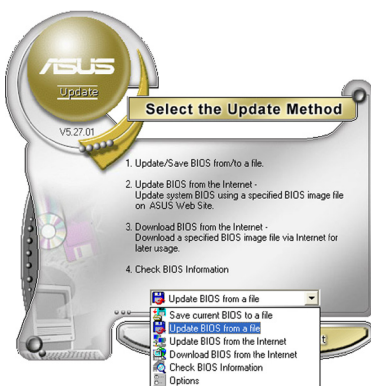 ASUS
Update
V5.27.01
Select the Update Method
1. Update/Save BIOS from/to a file.
2. Update BIOS from the Internet -
Update system BIOS using a specified BIOS image file
on ASUS Web Site.
3. Download BIOS from the Internet -
Download a specified BIOS image file via Internet for
later usage.
4. Check BIOS Information
Update BIOS from a file
Save current BIOS to a file
Update BIOS from a file
Update BIOS from the Internet
Download BIOS from the Internet
Check BIOS Information
Options